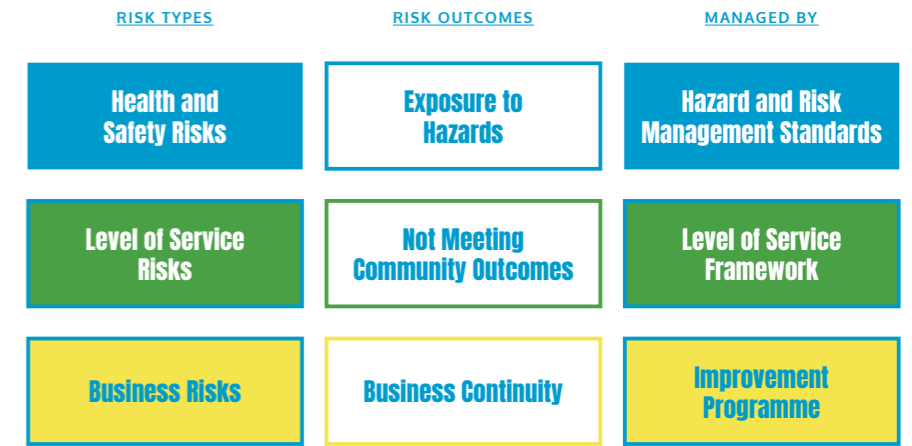 RISK TYPES
RISK OUTCOMES
MANAGED BY
Health and
Safety Risks
Exposure to
Hazards
Hazard and Risk
Management Standards
Level of Service
Risks
Not Meeting
Community Outcomes
Level of Service
Framework
Business Risks
Business Continuity
Improvement
Programme